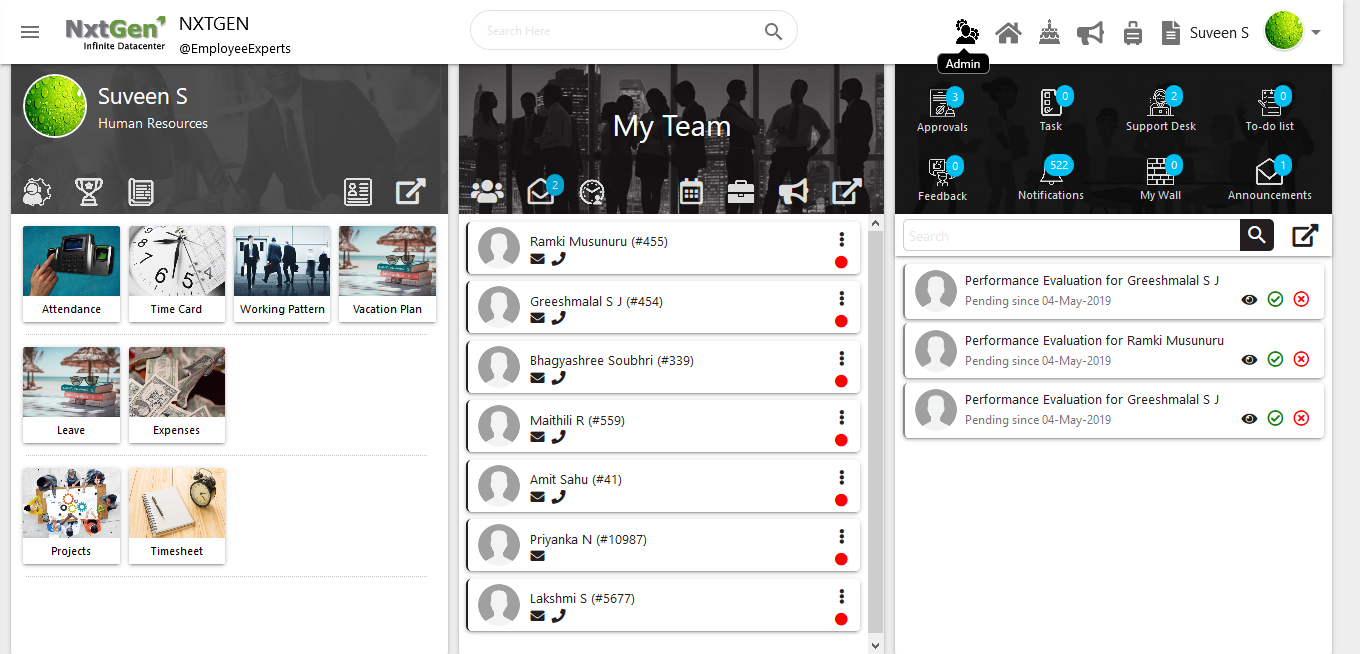 NxtGen
Infinite Datacenter
NXTGEN
@EmployeeExperts
Search Here
Suveen S
Admin
Suveen S
Human Resources
Attendance
Time Card
Working Pattern
Vacation Plan
Leave
Expenses
Projects
Timesheet
My Team
2
Ramki Musunuru (#455)
Greeshmalal S J (#454)
Bhagyashree Soubhri (#339)
Maithili R (#559)
Amit Sahu (#41)
Priyanka N (#10987)
Lakshmi S (#5677)
3
Approvals
0
Task
2
Support Desk
0
To-do list
0
Feedback
522
Notifications
0
My Wall
1
Announcements
Search
Performance Evaluation for Greeshmalal S J
Pending since 04-May-2019
Performance Evaluation for Ramki Musunuru
Pending since 04-May-2019
Performance Evaluation for Greeshmalal S J
Pending since 04-May-2019